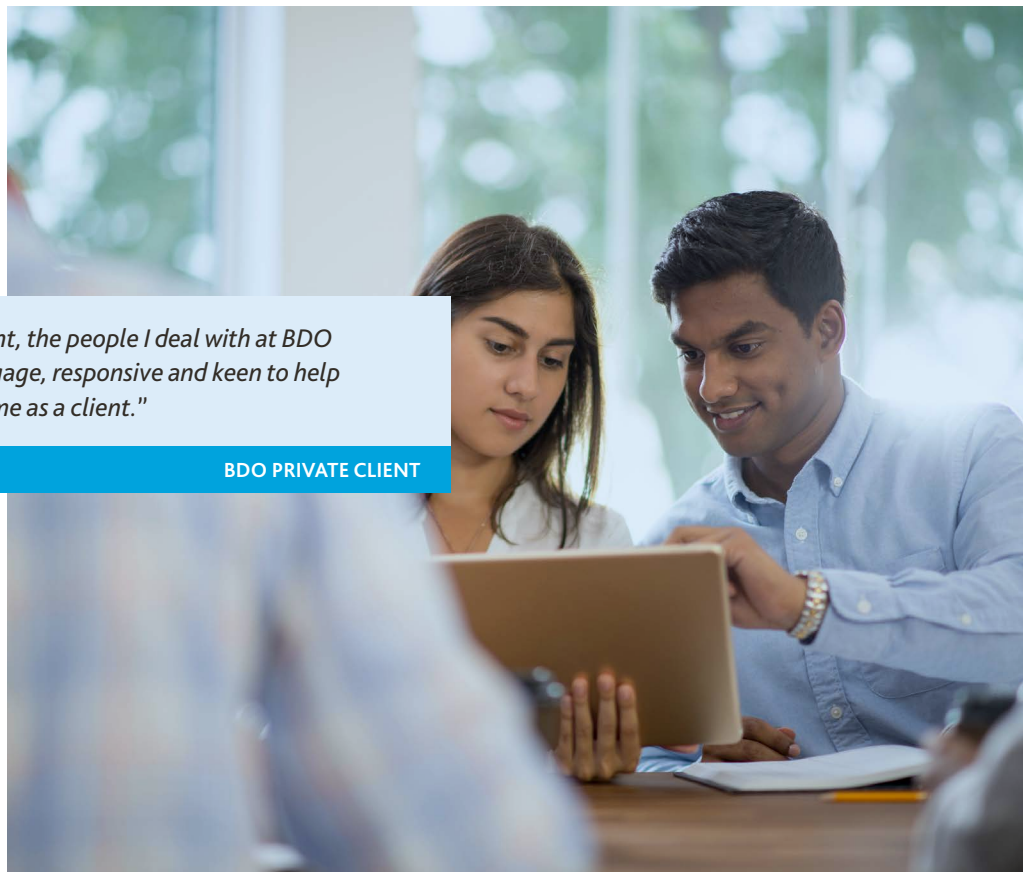 nt, the people I deal with at BDO
age, responsive and keen to help
me as a client.”
BDO PRIVATE CLIENT